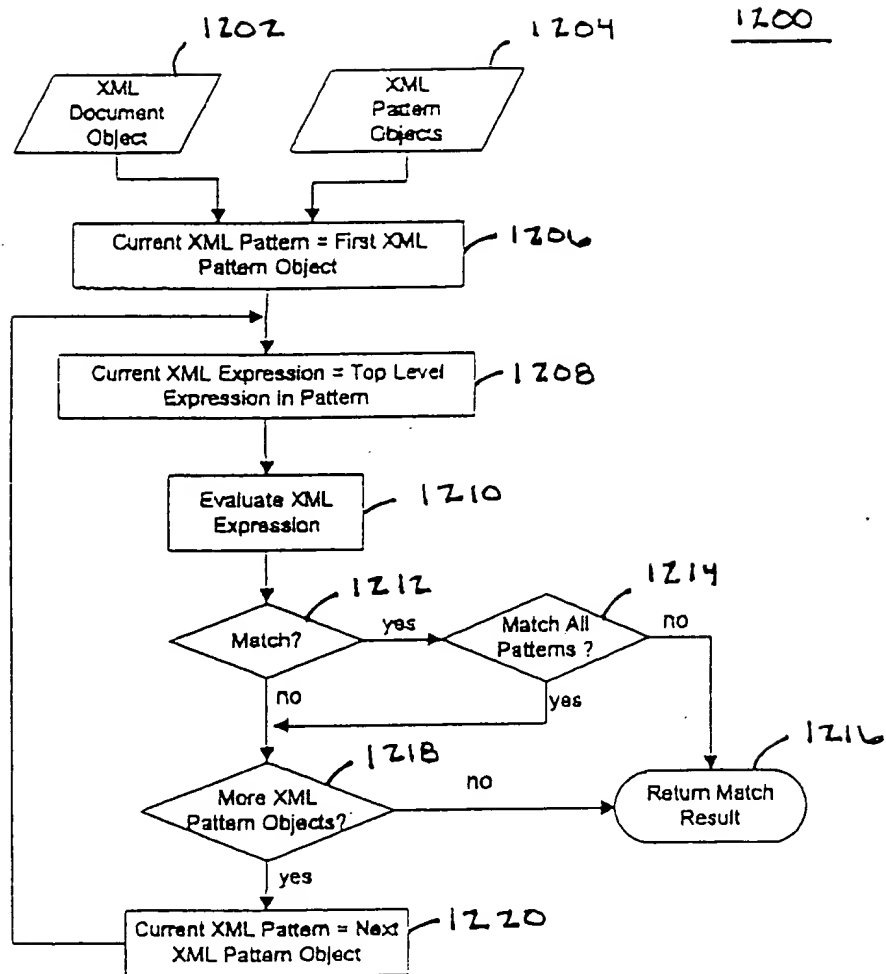 1202
1204
1200
XML
Document
Object
XML
Pattern
Objects
Current XML Pattern = First XML
Pattern Object
1206
Current XML Expression = Top Level
Expression in Pattern
1208
Evaluate XML
Expression
1210
1212
1214
Match?
yes
Match All
Patterns ?
no
no
yes
1218
1216
More XML
Pattern Objects?
no
Return Match
Result
yes
Current XML Pattern = Next
XML Pattern Object
1220